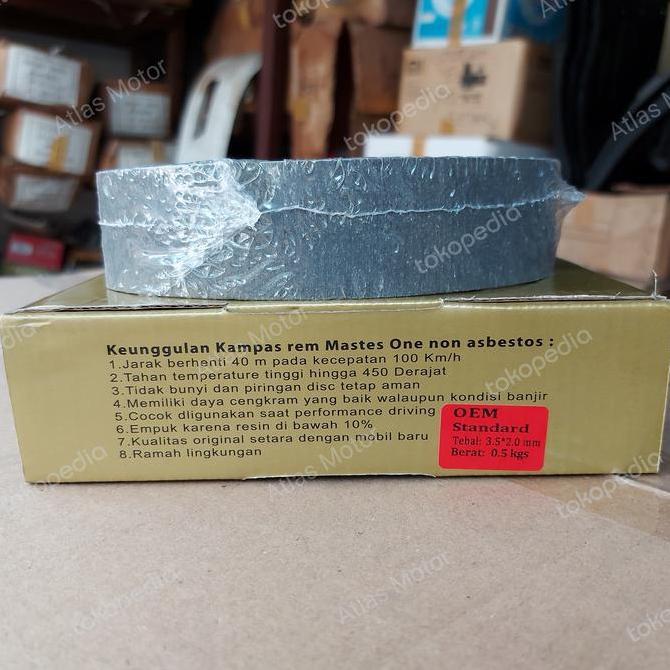 Keunggulan Kampas rem Mastes One non asbestos :
1.Jarak berhenti 40 m pada kecepatan 100 Km/h
2.Tahan temperature tinggi hingga 450 Derajat
3.Tidak bunyi dan piringan disc tetap aman
4.Memiliki daya cengkram yang baik walaupun kondisi banjir
5.Cocok dligunakan saat performance driving
6.Empuk karena resin di bawah 10%
7.Kualitas original setara dengan mobil baru
8.Ramah lingkungan
OEM
Standard
Tebal: 3.5*2.0 mm
Berat: 0.5 kgs
Atlas Motor
tokopedia